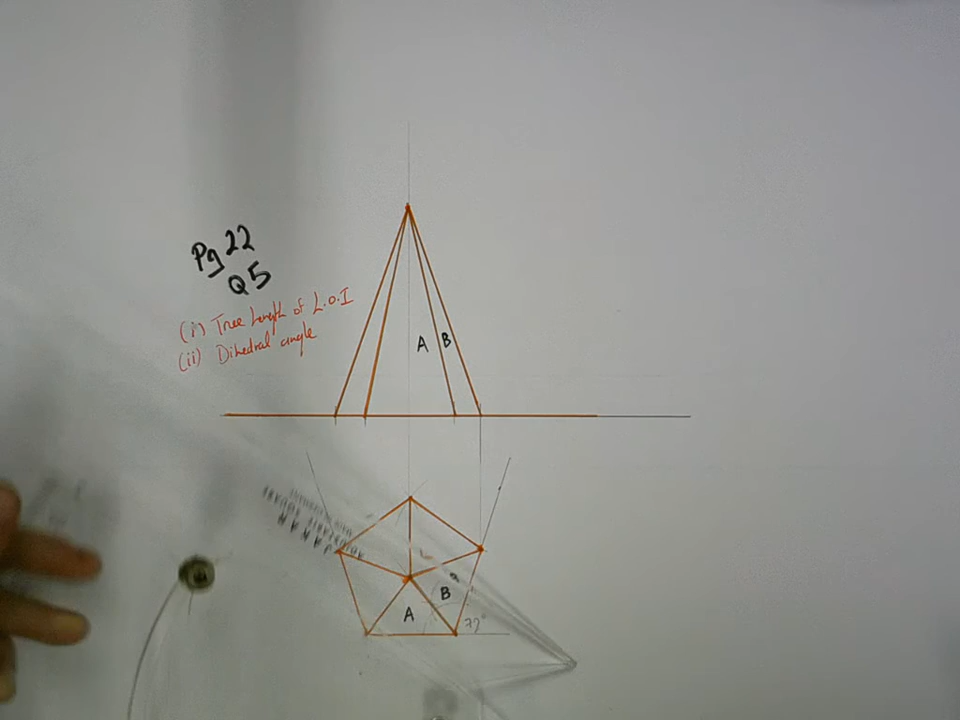 Pg 22
Q5
(i) True Length of L.O.I
(ii) Dihedral angle
A B
B
A
72°